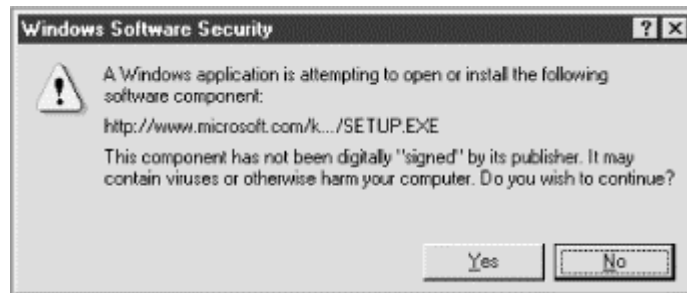 Windows Software Security
A Windows application is attempting to open or install the following
software component:
http://www.microsoft.com/k.../SETUP.EXE
This component has not been digitally "signed" by its publisher. It may
contain viruses or otherwise harm your computer. Do you wish to continue?
Yes No